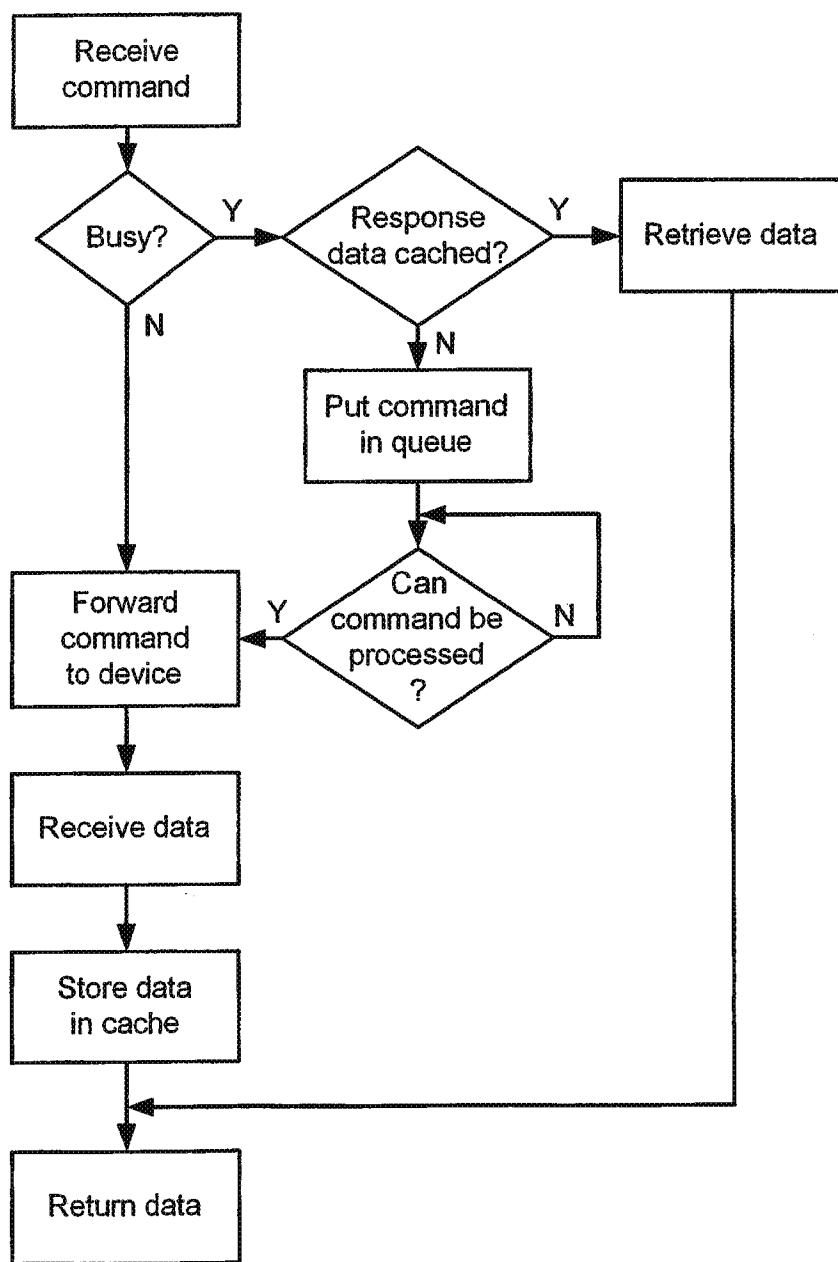 Receive
command
Busy?
Y
Response
data cached?
Y
Retrieve data
N
N
Put command
in queue
Can
command be
processed
?
Y
N
Forward
command
to device
Receive data
Store data
in cache
Return data